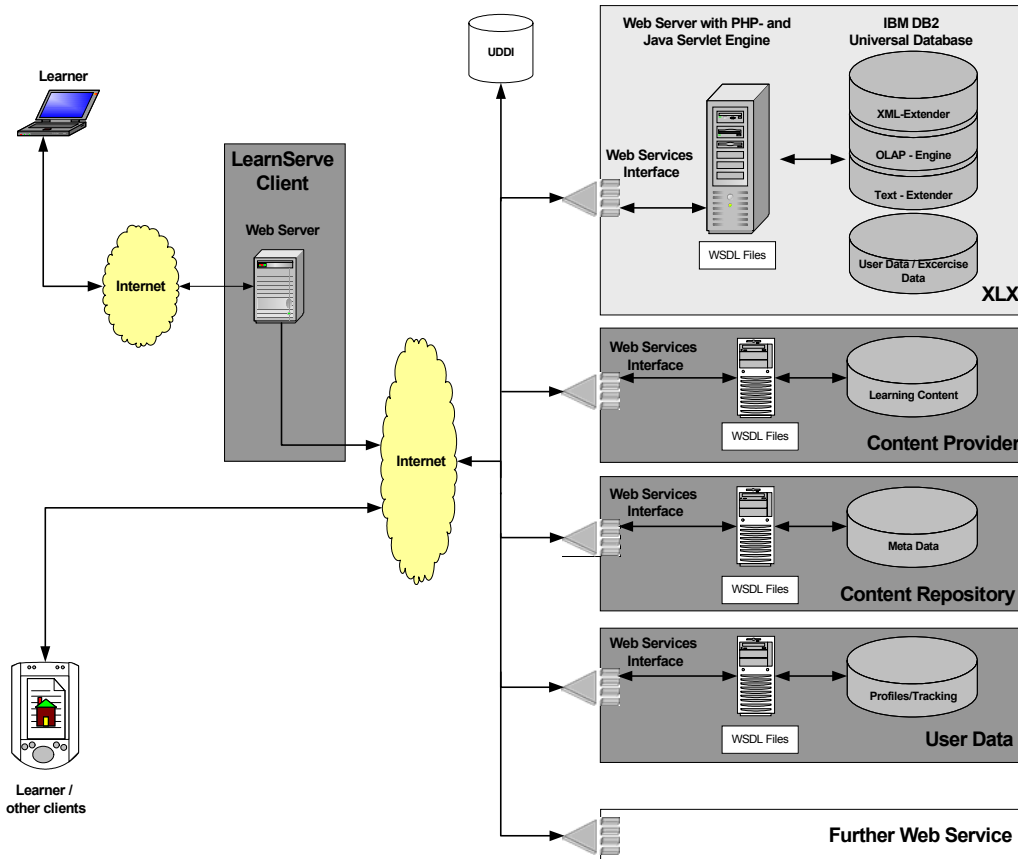 Learner
Internet
LearnServe
Client
Web Server
UDDI
Internet
Learner /
other clients
Web Server with PHP- and
Java Servlet Engine
IBM DB2
Universal Database
Web Services
Interface
WSDL Files
XML-Extender
OLAP - Engine
Text - Extender
User Data / Excercise
Data
XLX
Web Services
Interface
WSDL Files
Learning Content
Content Provider
Web Services
Interface
WSDL Files
Meta Data
Content Repository
Web Services
Interface
WSDL Files
Profiles/Tracking
User Data
Further Web Service